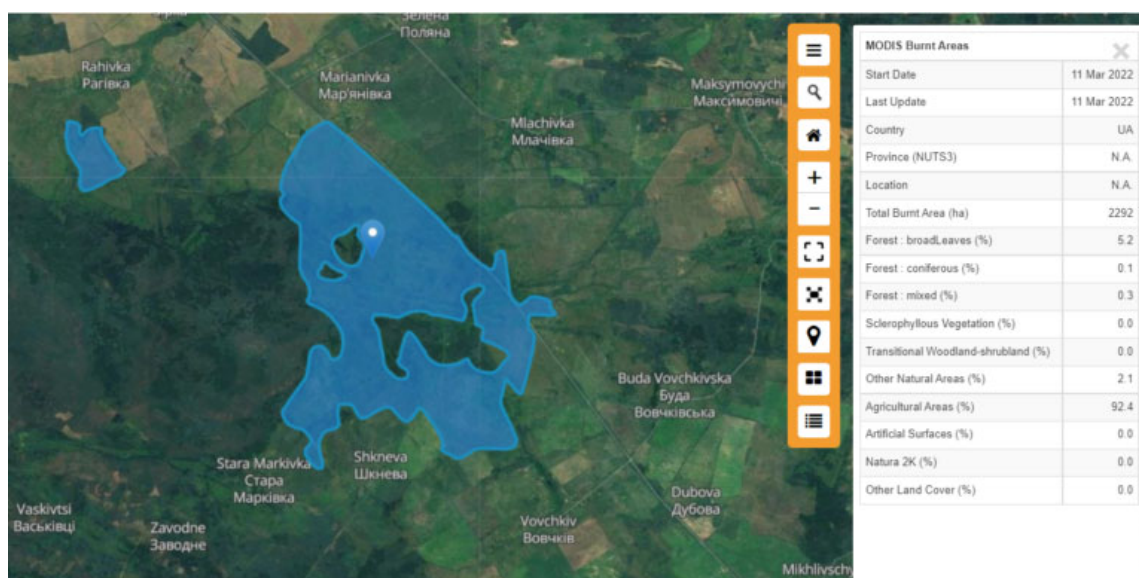 Зелена
Поляна
Rahivka
Рагівка
Marianivka
Мар'янівка
Maksymovychi
Максимовичі
Mlachivka
Млачівка
Buda Vovchkivska
Буда
Вовчківська
Stara Markivka
Стара
Марківка
Shkneva
Шкнева
Vaskivtsi
Васьківці
Zavodne
Заводне
Vovchkiv
Вовчків
Dubova
Дубова
MODIS Burnt Areas
Start Date 11 Mar 2022
Last Update 11 Mar 2022
Country UA
Province (NUTS3) N.A.
Location N.A.
Total Burnt Area (ha) 2292
Forest : broadLeaves (%) 5.2
Forest : coniferous (%) 0.1
Forest : mixed (%) 0.3
Sclerophyllous Vegetation (%) 0.0
Transitional Woodland-shrubland (%) 0.0
Other Natural Areas (%) 2.1
Agricultural Areas (%) 92.4
Artificial Surfaces (%) 0.0
Natura 2K (%) 0.0
Other Land Cover (%) 0.0